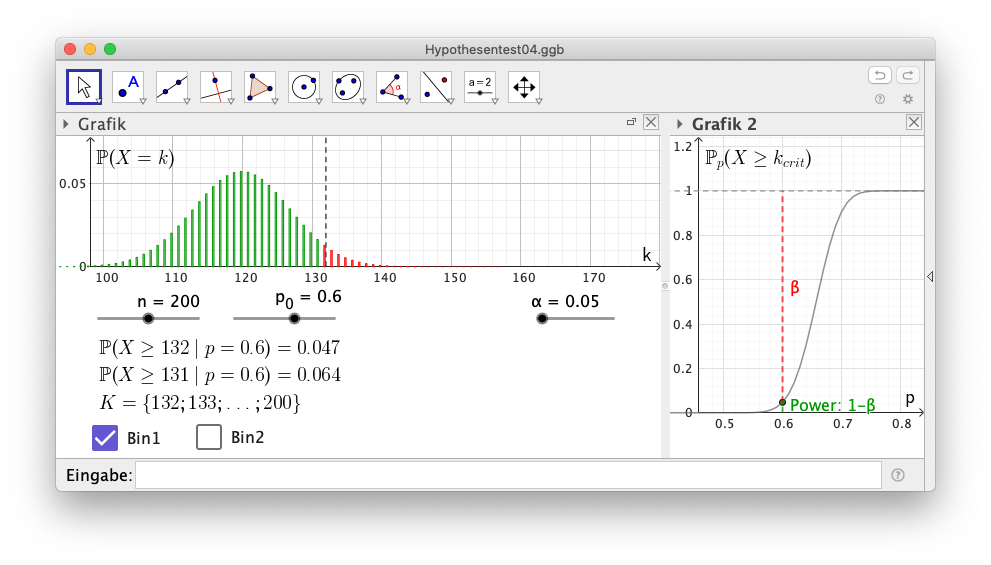 Hypothesentest04.ggb
A
α
a=2
Grafik
ℙ(X = k)
0.05
0
100 110 120 130 140 150 160 170
k
n = 200
p₀ = 0.6
α = 0.05
ℙ(X ≥ 132 | p = 0.6) = 0.047
ℙ(X ≥ 131 | p = 0.6) = 0.064
K = {132; 133; . . . ; 200}
Bin1
Bin2
Grafik 2
ℙₚ(X ≥ k_crit)
1.2
1
0.8
0.6
0.4
0.2
0
β
Power: 1-β
p
0.5 0.6 0.7 0.8
Eingabe:
?